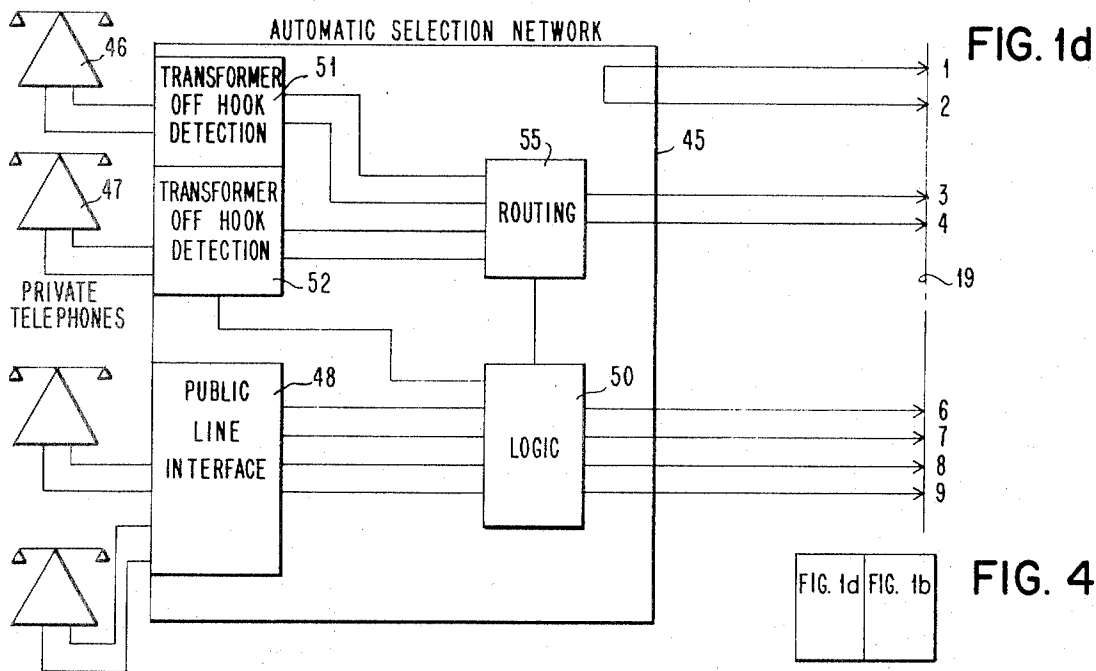 AUTOMATIC SELECTION NETWORK
FIG. 1d
46
TRANSFORMER
OFF HOOK
DETECTION
51
1
2
45
55
ROUTING
3
4
47
TRANSFORMER
OFF HOOK
DETECTION
52
19
PRIVATE
TELEPHONES
48
PUBLIC
LINE
INTERFACE
50
LOGIC
6
7
8
9
FIG. 1d
FIG. 1b
FIG. 4